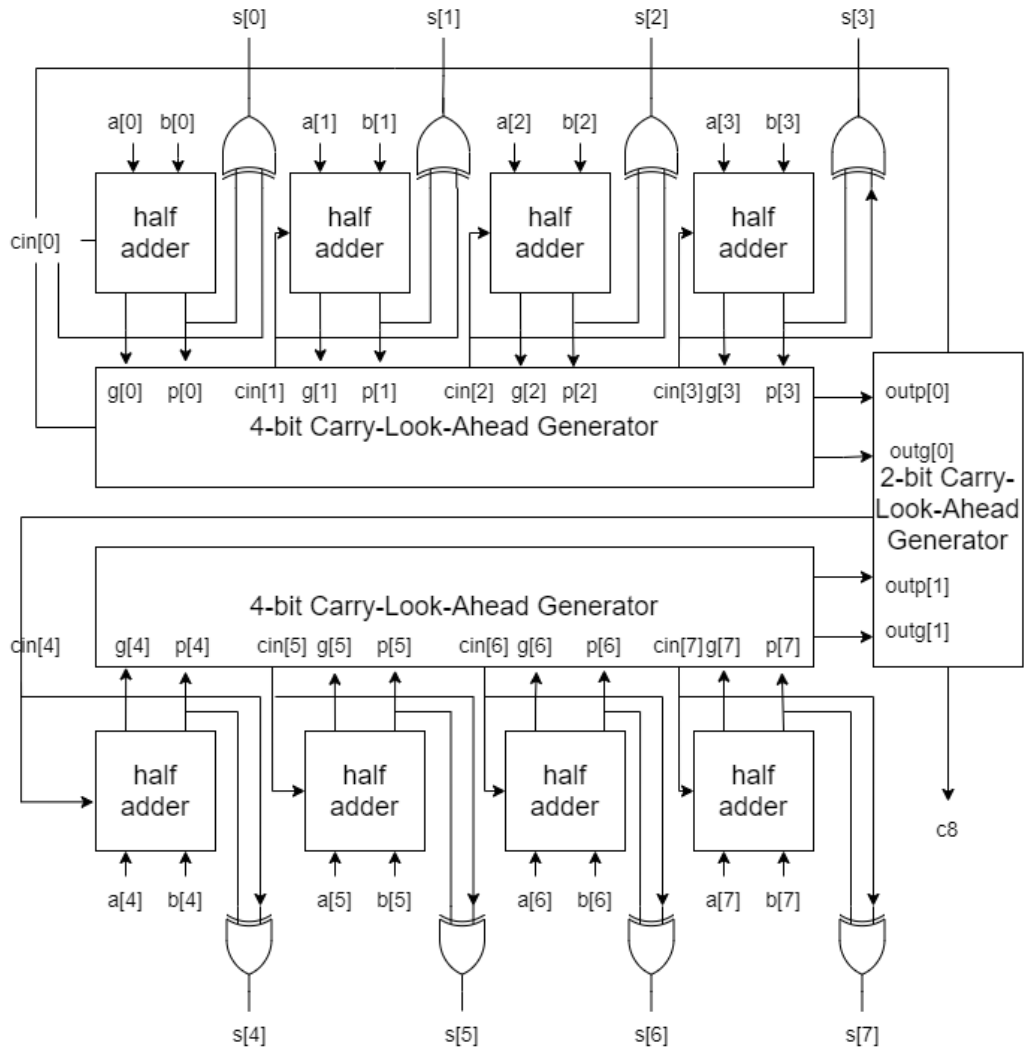 s[0] s[1] s[2] s[3]
a[0] b[0] a[1] b[1] a[2] b[2] a[3] b[3]
half
adder
half
adder
half
adder
half
adder
cin[0]
g[0] p[0] cin[1] g[1] p[1] cin[2] g[2] p[2] cin[3] g[3] p[3]
4-bit Carry-Look-Ahead Generator
outp[0]
outg[0]
2-bit Carry-
Look-Ahead
Generator
outp[1]
outg[1]
4-bit Carry-Look-Ahead Generator
cin[4] g[4] p[4] cin[5] g[5] p[5] cin[6] g[6] p[6] cin[7] g[7] p[7]
half
adder
half
adder
half
adder
half
adder
c8
a[4] b[4] a[5] b[5] a[6] b[6] a[7] b[7]
s[4] s[5] s[6] s[7]